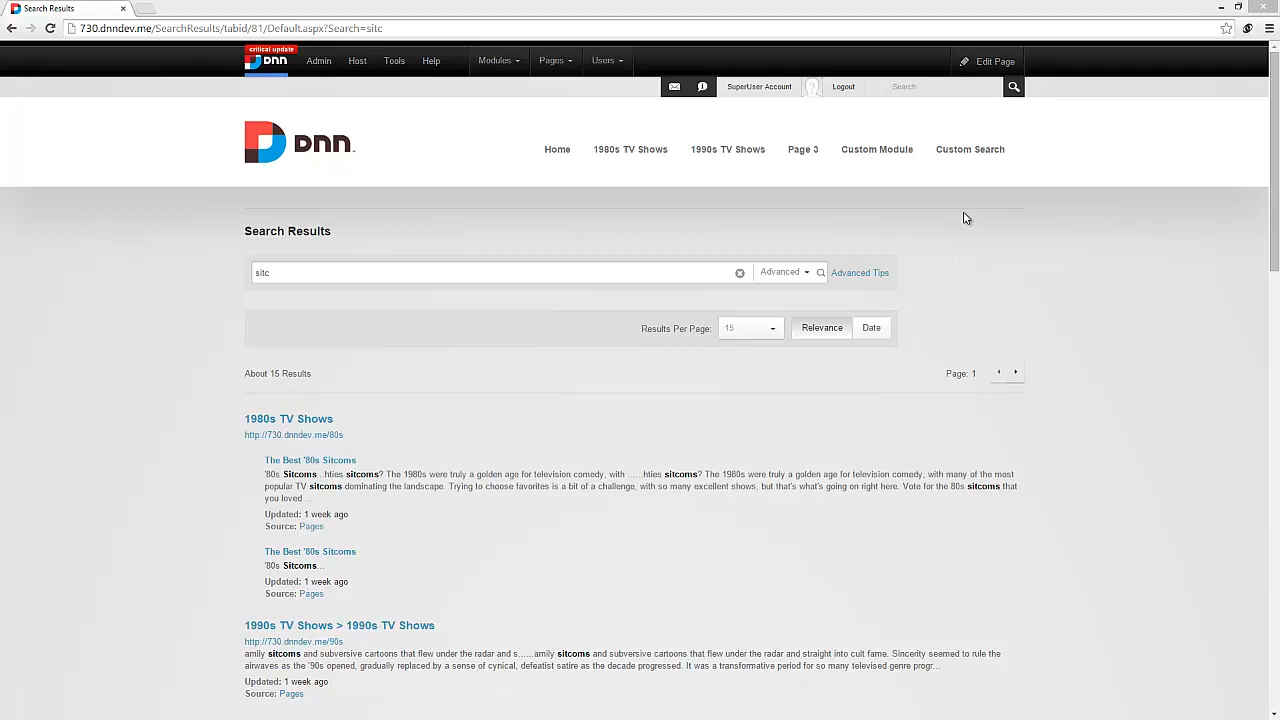 Search Results
730.dnndev.me/SearchResults/tabid/81/Default.aspx?Search=sitc
critical update
DNN Admin Host Tools Help Modules Pages Users Edit Page
SuperUser Account Logout Search
DNN Home 1980s TV Shows 1990s TV Shows Page 3 Custom Module Custom Search
Search Results
sitc Advanced Advanced Tips
Results Per Page: 15 Relevance Date
About 15 Results Page: 1
1980s TV Shows
http://730.dnndev.me/80s
The Best '80s Sitcoms
'80s Sitcoms...hties sitcoms? The 1980s were truly a golden age for television comedy, with ......hties sitcoms? The 1980s were truly a golden age for television comedy, with many of the most
popular TV sitcoms dominating the landscape. Trying to choose favorites is a bit of a challenge, with so many excellent shows, but that's what's going on right here. Vote for the 80s sitcoms that
you loved ...
Updated: 1 week ago
Source: Pages
The Best '80s Sitcoms
'80s Sitcoms...
Updated: 1 week ago
Source: Pages
1990s TV Shows > 1990s TV Shows
http://730.dnndev.me/90s
amily sitcoms and subversive cartoons that flew under the radar and s......amily sitcoms and subversive cartoons that flew under the radar and straight into cult fame. Sincerity seemed to rule the
airwaves as the '90s opened, gradually replaced by a sense of cynical, defeatist satire as the decade progressed. It was a transformative period for so many televised genre progr...
Updated: 1 week ago
Source: Pages